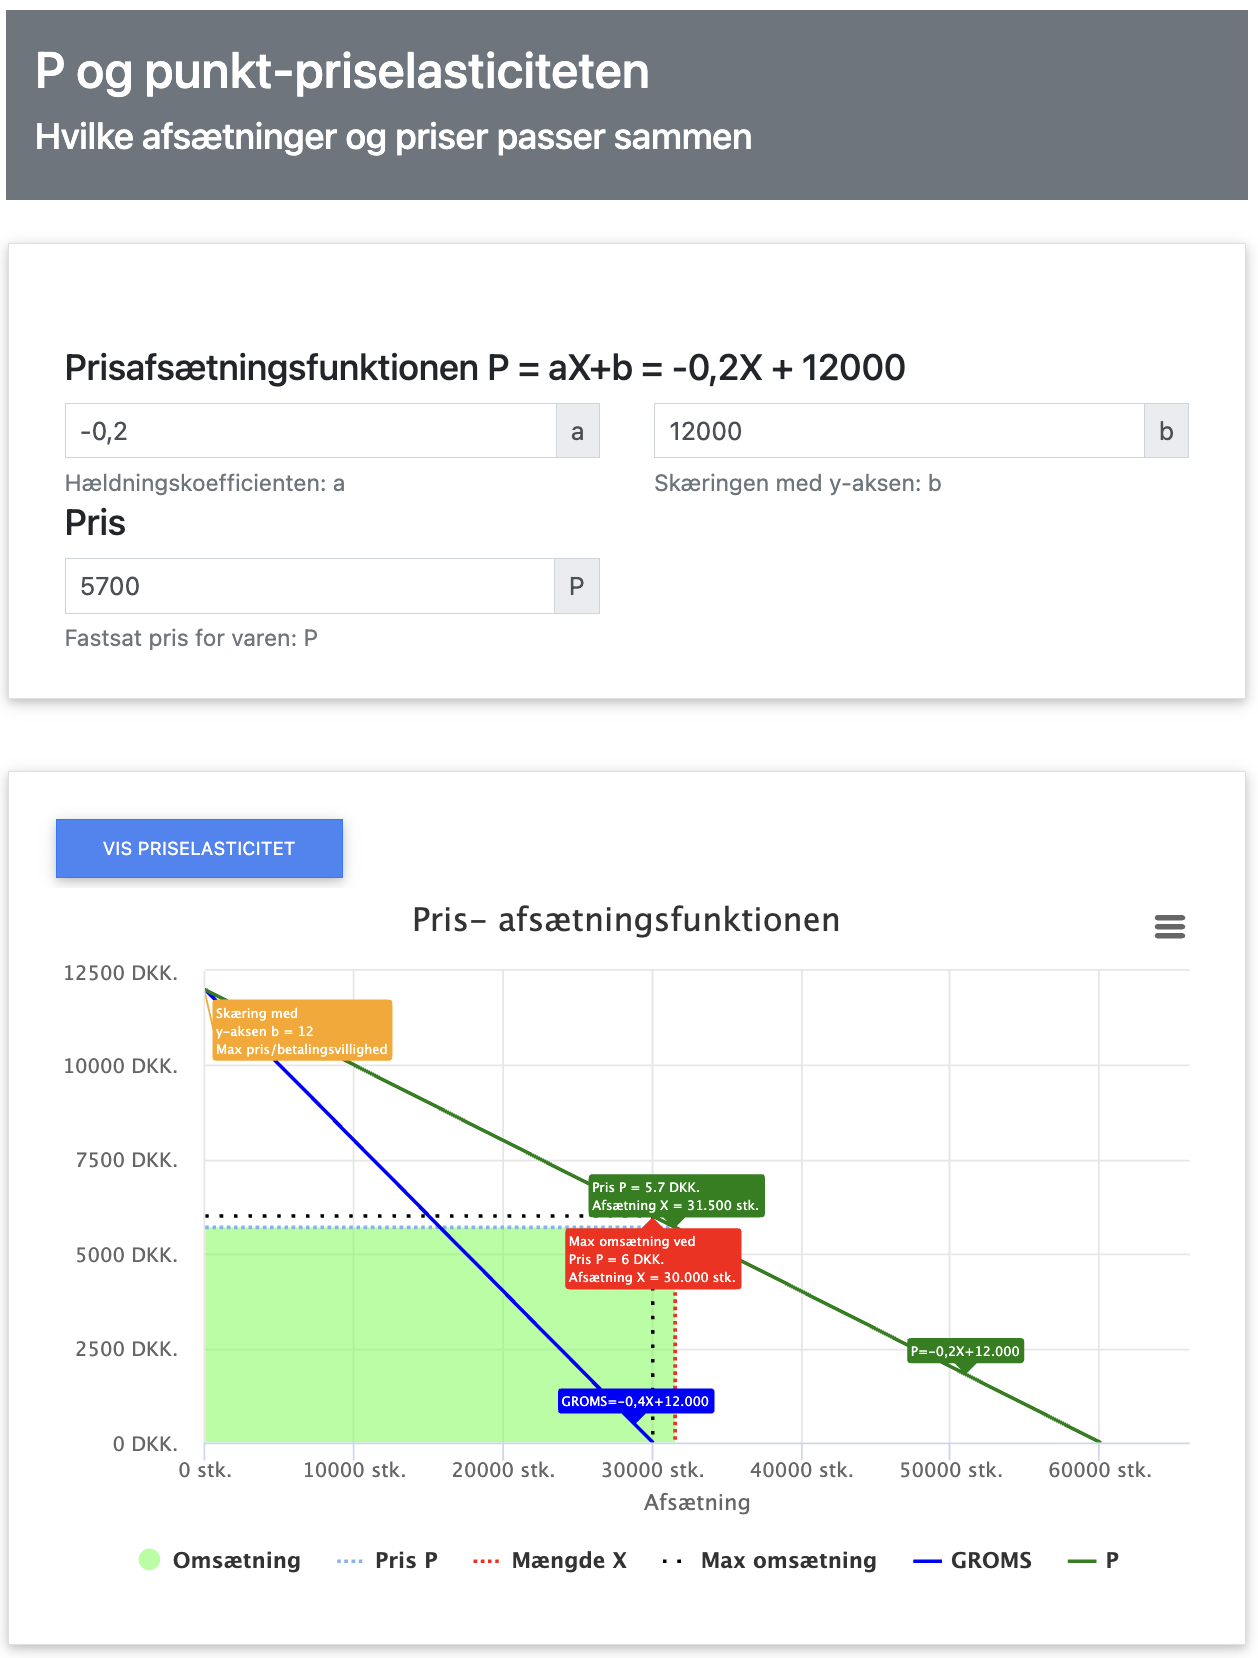 P og punkt-priselasticiteten
Hvilke afsætninger og priser passer sammen
Prisafsætningsfunktionen P = aX+b = -0,2X + 12000
-0,2 a
12000 b
Hældningskoefficienten: a
Skæringen med y-aksen: b
Pris
5700 P
Fastsat pris for varen: P
VIS PRISELASTICITET
Pris- afsætningsfunktionen
12500 DKK.
10000 DKK.
7500 DKK.
5000 DKK.
2500 DKK.
0 DKK.
Skæring med
y-aksen b = 12
Max pris/betalingsvillighed
Pris P = 5.7 DKK.
Afsætning X = 31.500 stk.
Max omsætning ved
Pris P = 6 DKK.
Afsætning X = 30.000 stk.
P=-0,2X+12.000
GROMS=-0,4X+12.000
0 stk. 10000 stk. 20000 stk. 30000 stk. 40000 stk. 50000 stk. 60000 stk.
Afsætning
Omsætning Pris P Mængde X Max omsætning GROMS P